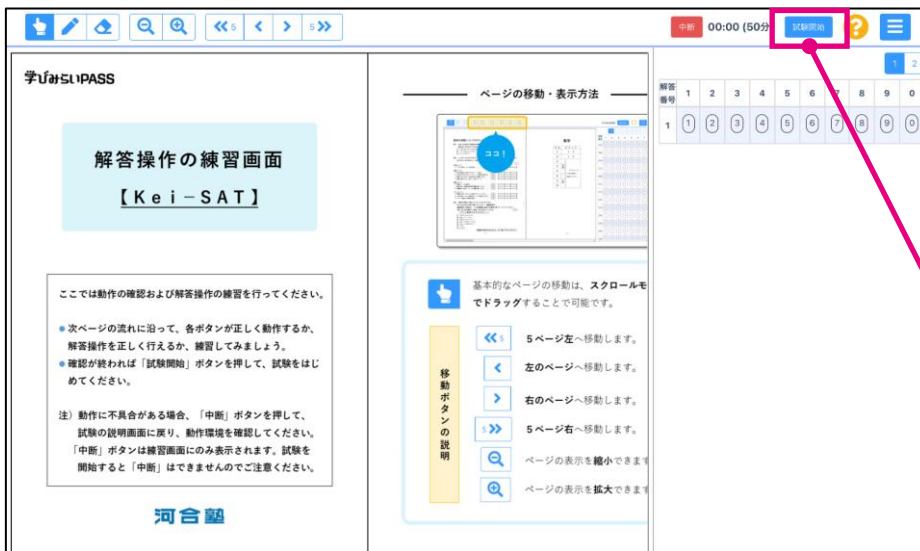 5 5
中断 00:00 (50分 試験開始 ?
学びみらいPASS
解答操作の練習画面
【Kei－SAT】
ここでは動作の確認および解答操作の練習を行ってください。
●次ページの流れに沿って、各ボタンが正しく動作するか、
解答操作を正しく行えるか、練習してみましょう。
●確認が終われば「試験開始」ボタンを押して、試験をはじ
めてください。
注）動作に不具合がある場合、「中断」ボタンを押して、
試験の説明画面に戻り、動作環境を確認してください。
「中断」ボタンは練習画面にのみ表示されます。試験を
開始すると「中断」はできませんのでご注意ください。
河合塾
ページの移動・表示方法
ココ！
基本的なページの移動は、スクロールモ
でドラッグすることで可能です。
移動ボタンの説明
5 5ページ左へ移動します。
左のページへ移動します。
右のページへ移動します。
5 5ページ右へ移動します。
ページの表示を縮小できます
ページの表示を拡大できます
1 2
解答
番号 1 2 3 4 5 6 7 8 9 0
1 1 2 3 4 5 6 7 8 9 0